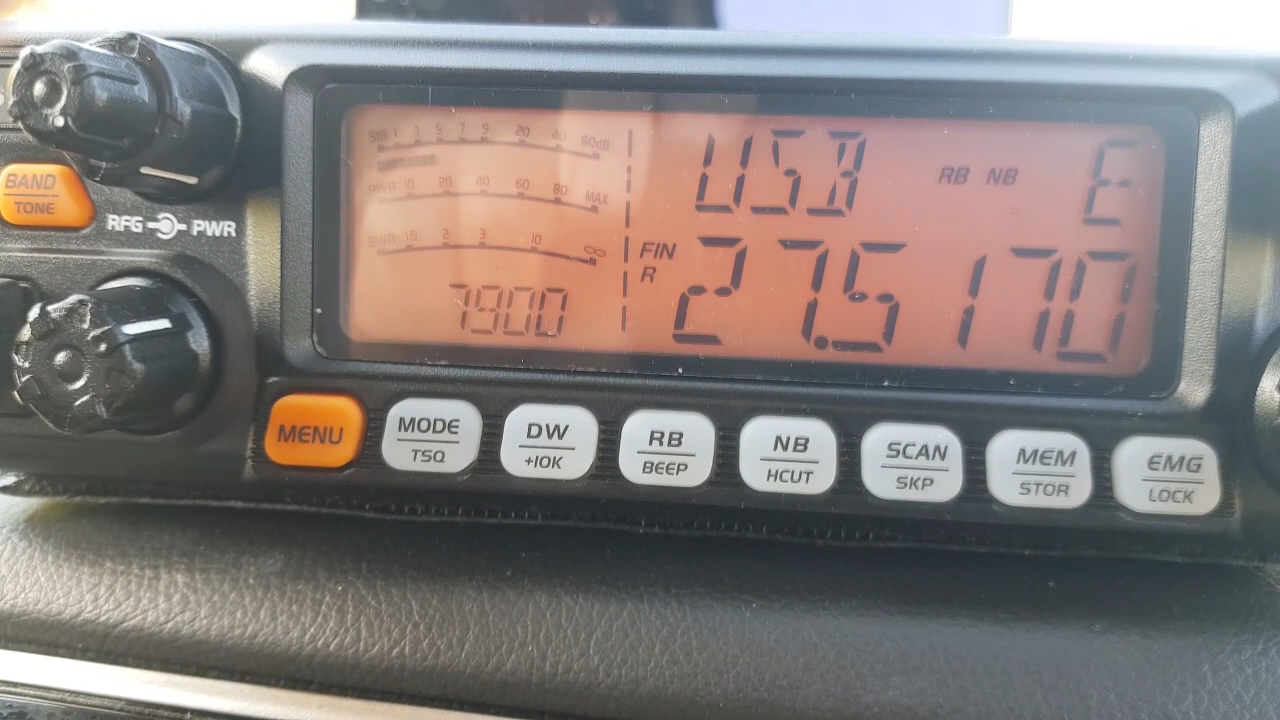 SIG 1 3 5 7 9 20 40 60dB
PWR 10 20 40 60 80 MAX
SWR 1.5 2 3 10 ∞
7900
USB RB NB E
FIN
R
27.5170
BAND
TONE
RFG PWR
MENU
MODE
TSQ
DW
+10K
RB
BEEP
NB
HCUT
SCAN
SKP
MEM
STOR
EMG
LOCK